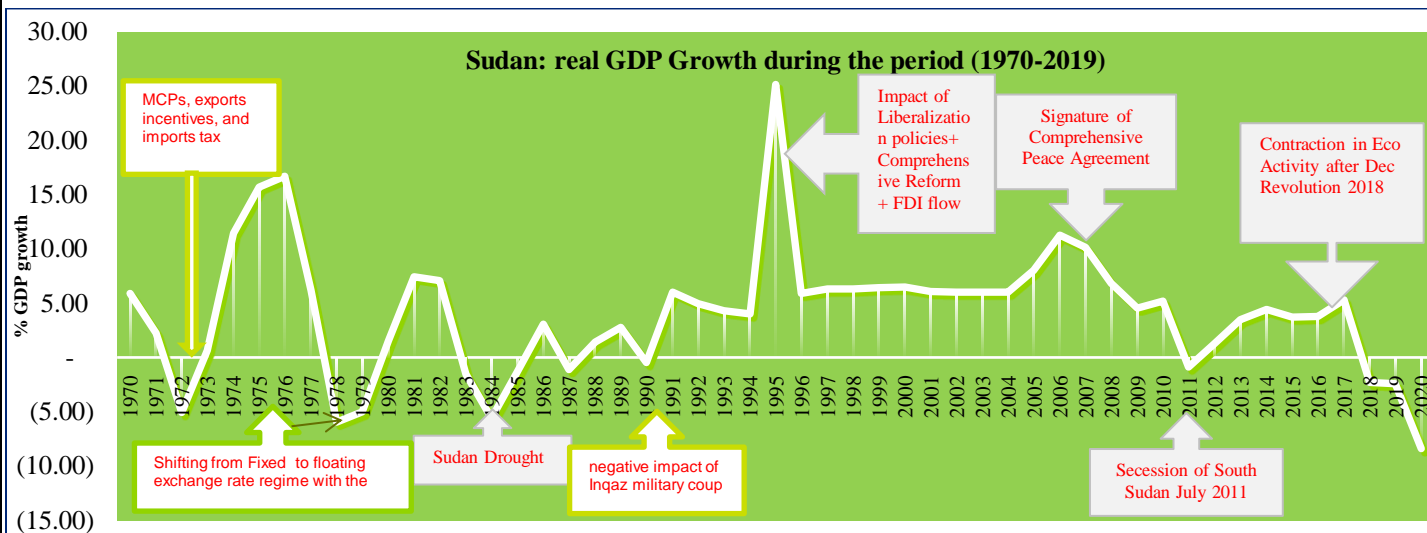 Sudan: real GDP Growth during the period (1970-2019)
% GDP growth
30.00
25.00
20.00
15.00
10.00
5.00
-
(5.00)
(10.00)
(15.00)
MCPs, exports
incentives, and
imports tax
Impact of
Liberalizatio
n policies+
Comprehens
ive Reform
+ FDI flow
Signature of
Comprehensive
Peace Agreement
Contraction in Eco
Activity after Dec
Revolution 2018
1970
1971
1972
1973
1974
1975
1976
1977
1978
1979
1980
1981
1982
1983
1984
1985
1986
1987
1988
1989
1990
1991
1992
1993
1994
1995
1996
1997
1998
1999
2000
2001
2002
2003
2004
2005
2006
2007
2008
2009
2010
2011
2012
2013
2014
2015
2016
2017
2018
2019
2020
Shifting from Fixed to floating
exchange rate regime with the
Sudan Drought
negative impact of
Inqaz military coup
Secession of South
Sudan July 2011